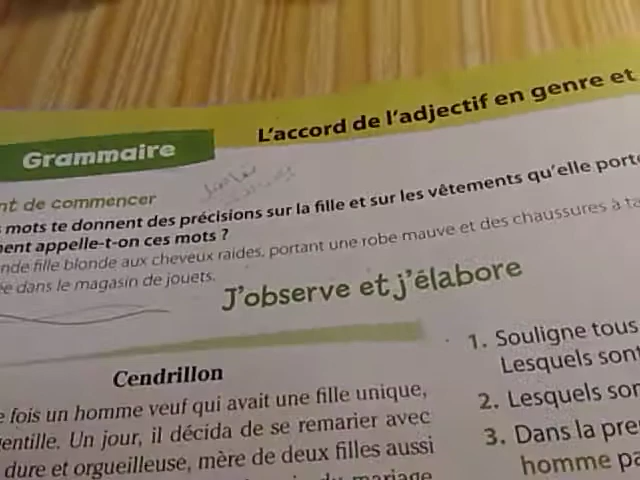 L'accord de l'adjectif en genre et
Grammaire
nt de commencer
mots te donnent des précisions sur la fille et sur les vêtements qu'elle porte
ent appelle-t-on ces mots ?
nde fille blonde aux cheveux raides, portant une robe mauve et des chaussures à ta
e dans le magasin de jouets.
J'observe et j'élabore
Cendrillon
e fois un homme veuf qui avait une fille unique,
entille. Un jour, il décida de se remarier avec
dure et orgueilleuse, mère de deux filles aussi
mariage
1. Souligne tous
Lesquels sont
2. Lesquels sor
3. Dans la pre
homme pa